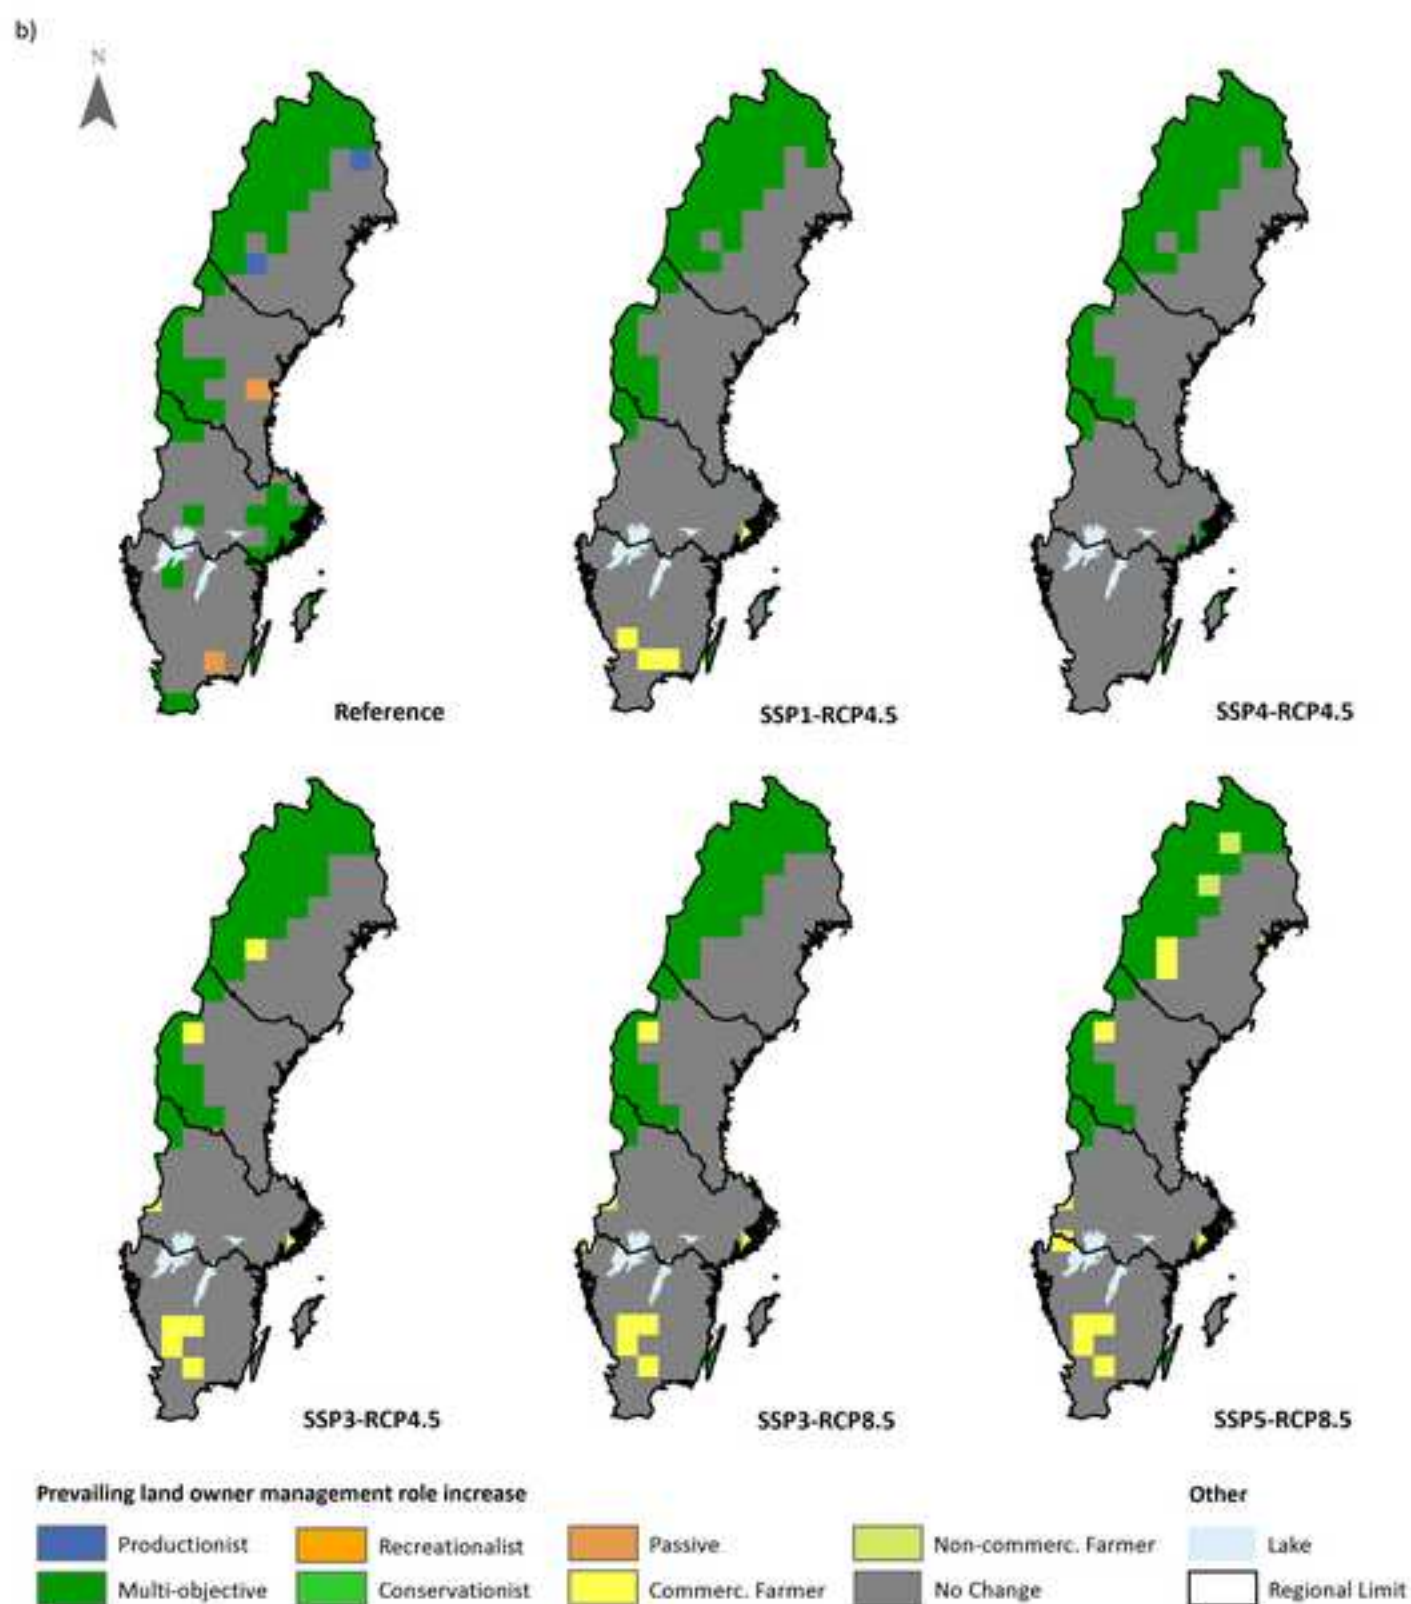 b)
N
Reference
SSP1-RCP4.5
SSP4-RCP4.5
SSP3-RCP4.5
SSP3-RCP8.5
SSP5-RCP8.5
Prevailing land owner management role increase
Other
Productionist
Recreationalist
Passive
Non-commerc. Farmer
Lake
Multi-objective
Conservationist
Commerc. Farmer
No Change
Regional Limit